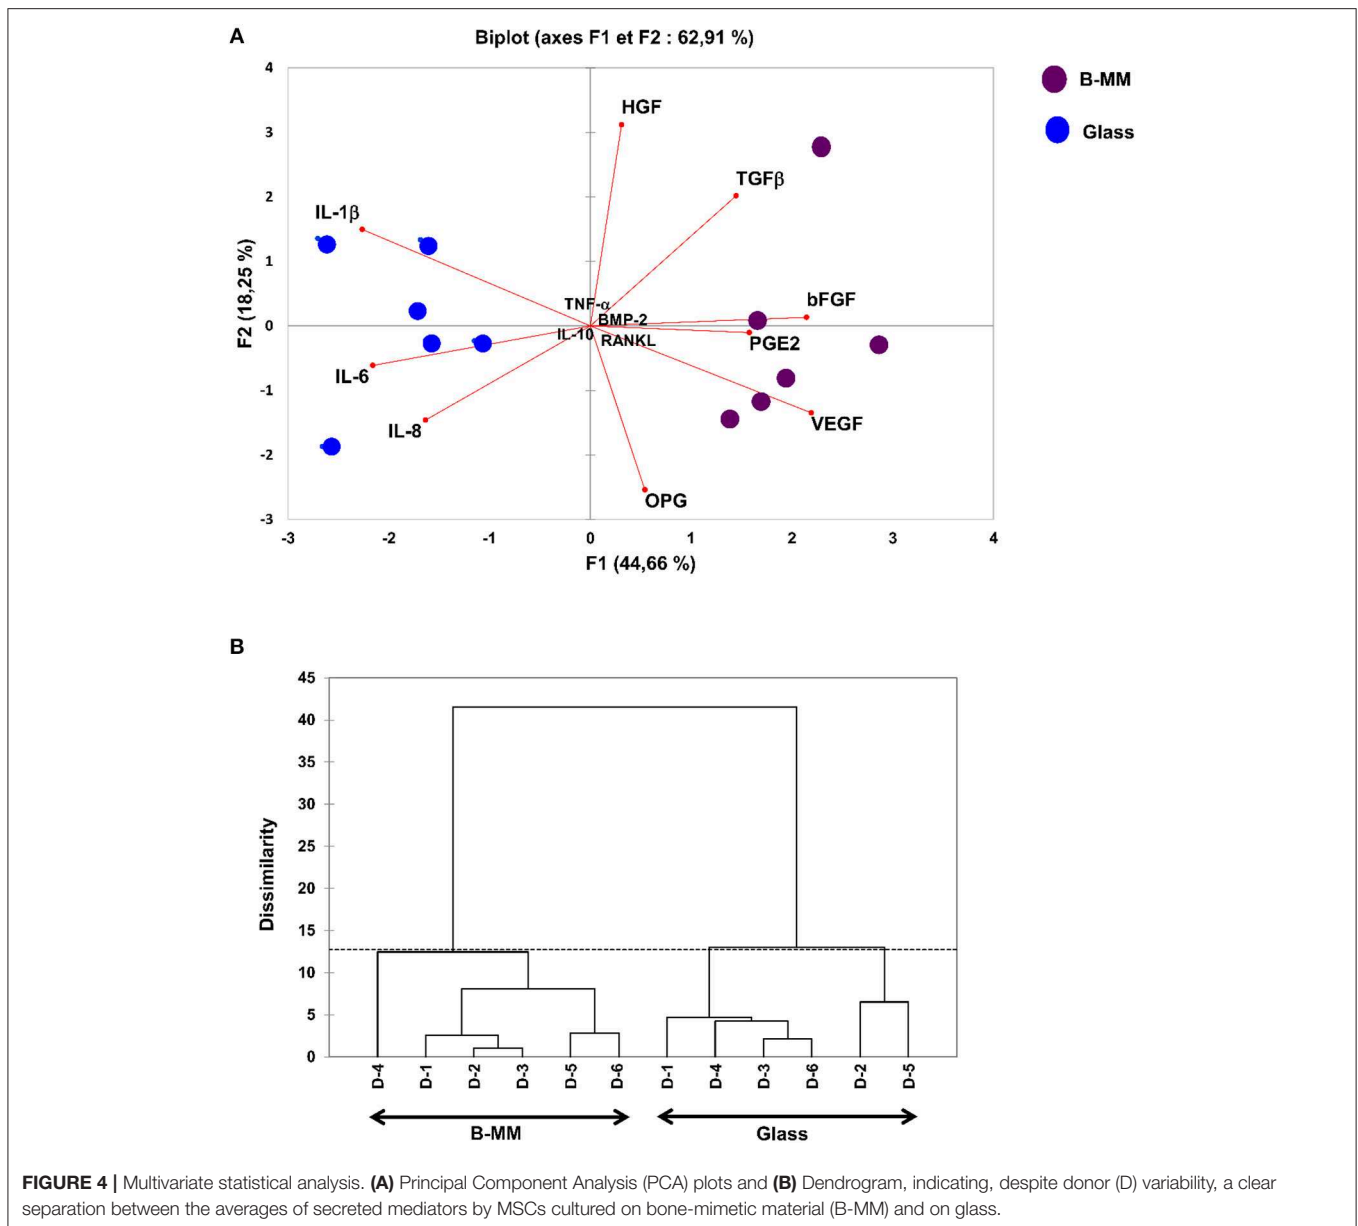 A
Biplot (axes F1 et F2 : 62,91 %)
B-MM
Glass
4
3
2
1
0
-1
-2
-3
F2 (18,25 %)
HGF
TGFβ
IL-1β
TNF-α
BMP-2
bFGF
IL-10
RANKL
PGE2
IL-6
IL-8
VEGF
OPG
-3 -2 -1 0 1 2 3 4
F1 (44,66 %)
B
45
40
35
30
25
20
15
10
5
0
Dissimilarity
D-4 D-1 D-2 D-3 D-5 D-6 D-1 D-4 D-3 D-6 D-2 D-5
B-MM Glass
FIGURE 4 | Multivariate statistical analysis. (A) Principal Component Analysis (PCA) plots and (B) Dendrogram, indicating, despite donor (D) variability, a clear
separation between the averages of secreted mediators by MSCs cultured on bone-mimetic material (B-MM) and on glass.